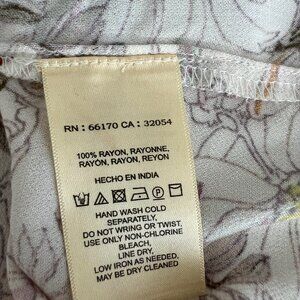 RN : 66170 CA : 32054
100% RAYON, RAYONNE,
RAYON, RAYON, REYON
HECHO EN INDIA
HAND WASH COLD
SEPARATELY,
DO NOT WRING OR TWIST,
USE ONLY NON-CHLORINE
BLEACH,
LINE DRY,
LOW IRON AS NEEDED,
MAY BE DRY CLEANED